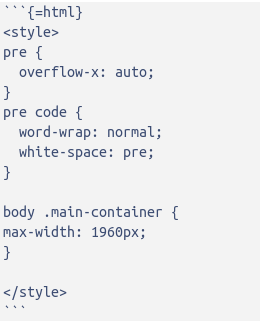 ```{=html}
<style>
pre {
  overflow-x: auto;
}
pre code {
  word-wrap: normal;
  white-space: pre;
}

body .main-container {
max-width: 1960px;
}

</style>
```